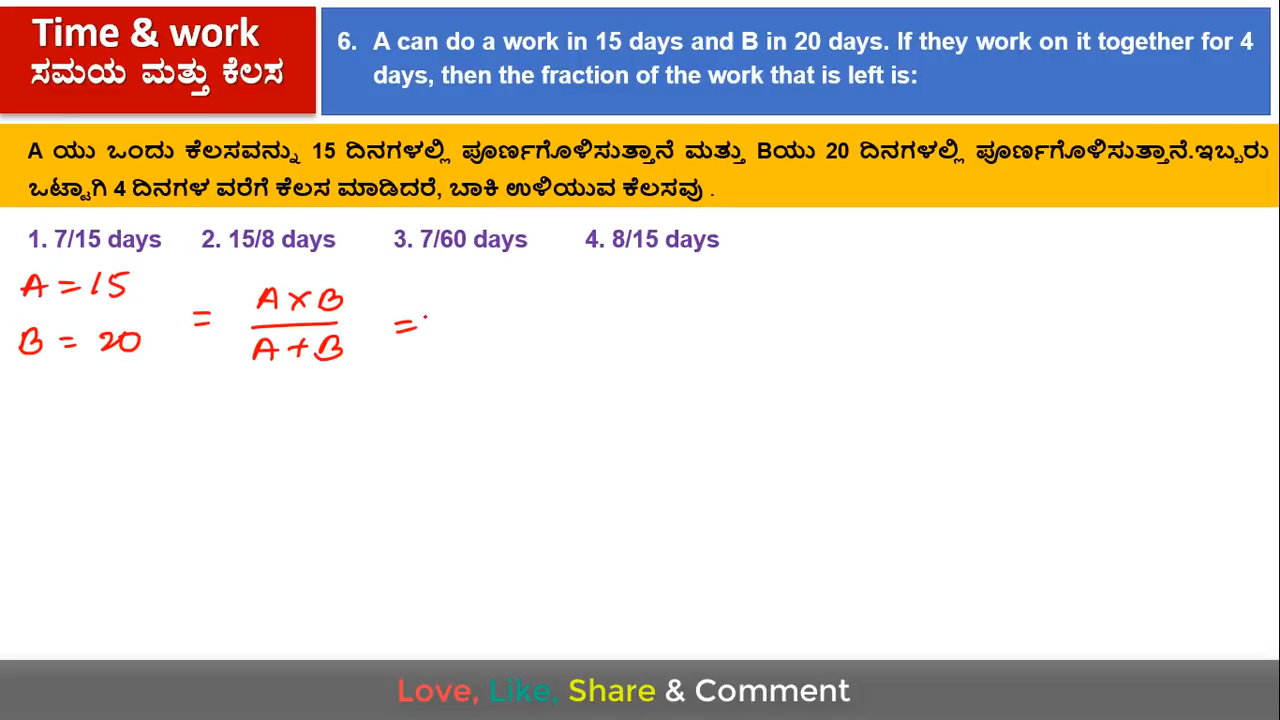 Time & work
ಸಮಯ ಮತ್ತು ಕೆಲಸ
6. A can do a work in 15 days and B in 20 days. If they work on it together for 4
days, then the fraction of the work that is left is:
A ಯು ಒಂದು ಕೆಲಸವನ್ನು 15 ದಿನಗಳಲ್ಲಿ ಪೂರ್ಣಗೊಳಿಸುತ್ತಾನೆ ಮತ್ತು Bಯು 20 ದಿನಗಳಲ್ಲಿ ಪೂರ್ಣಗೊಳಿಸುತ್ತಾನೆ.ಇಬ್ಬರು
ಒಟ್ಟಾಗಿ 4 ದಿನಗಳ ವರೆಗೆ ಕೆಲಸ ಮಾಡಿದರೆ, ಬಾಕಿ ಉಳಿಯುವ ಕೆಲಸವು .
1. 7/15 days 2. 15/8 days 3. 7/60 days 4. 8/15 days
A = 15
B = 20
= A × B
A + B
=
Love, Like, Share & Comment